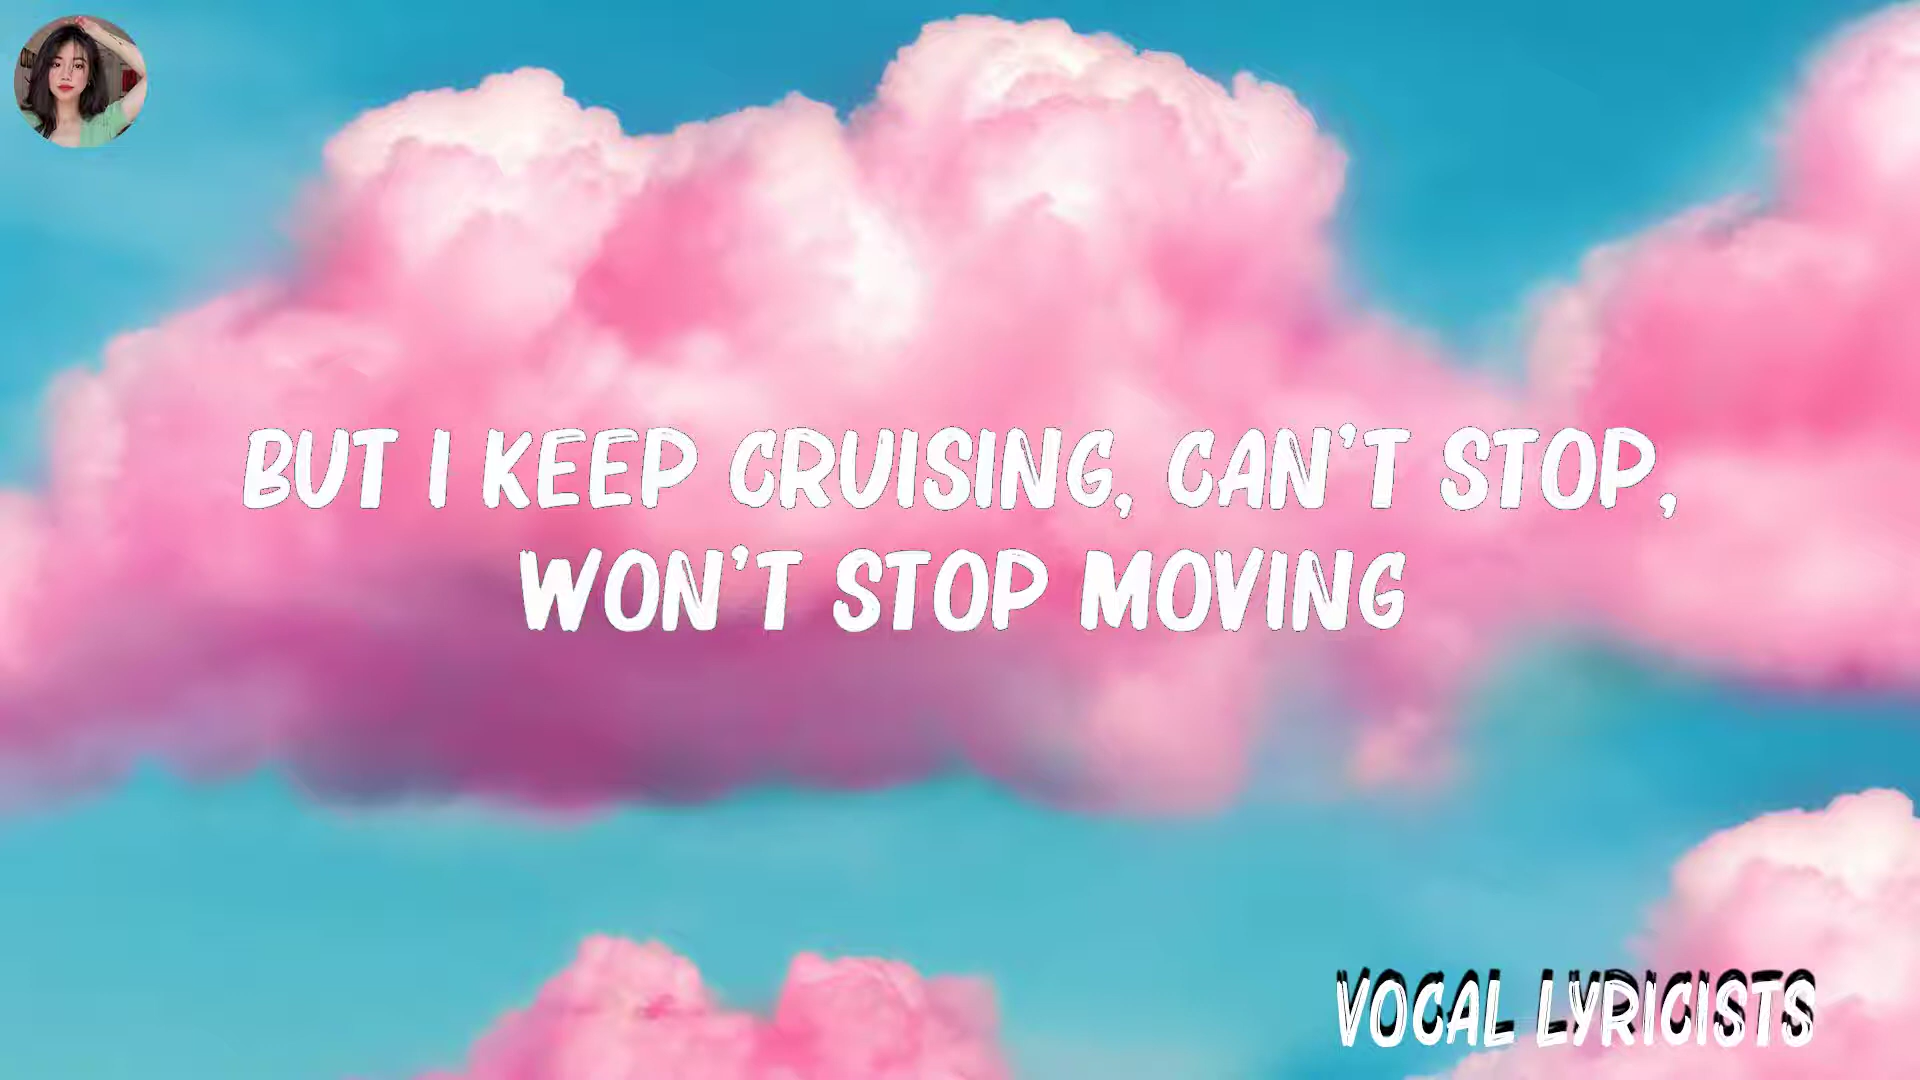 BUT I KEEP CRUISING, CAN'T STOP,
WON'T STOP MOVING
VOCAL LYRICISTS